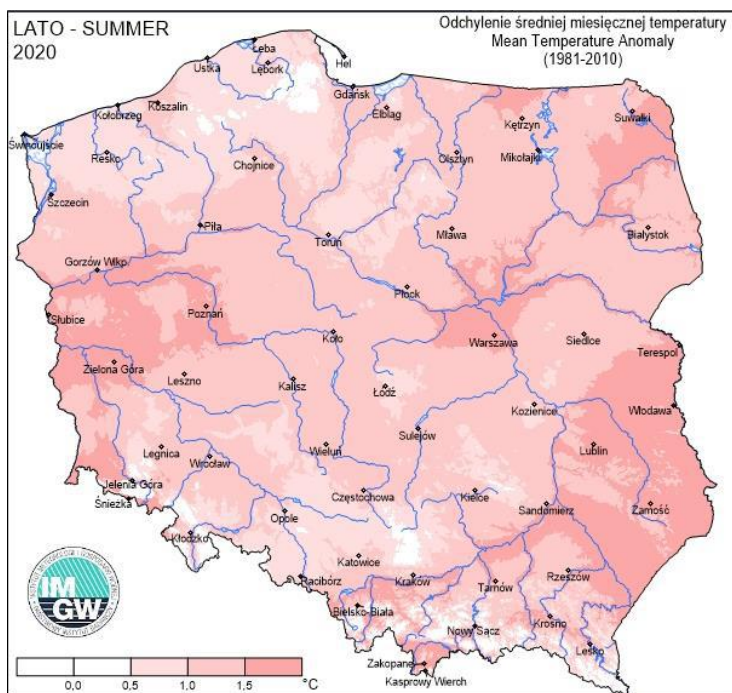 LATO - SUMMER
2020
Odchylenie średniej miesięcznej temperatury
Mean Temperature Anomaly
(1981-2010)
Łeba
Ustka
Lębork
Hel
Gdańsk
Koszalin
Kołobrzeg
Elbląg
Kętrzyn
Suwałki
Świnoujście
Resko
Chojnice
Olsztyn
Mikołajki
Szczecin
Piła
Toruń
Mława
Białystok
Gorzów Wlkp.
Płock
Słubice
Poznań
Koło
Warszawa
Siedlce
Terespol
Zielona Góra
Leszno
Kalisz
Łódź
Kozienice
Włodawa
Sulejów
Legnica
Wrocław
Wieluń
Lublin
Jelenia Góra
Śnieżka
Częstochowa
Kielce
Sandomierz
Zamość
Opole
Kłodzko
Katowice
Racibórz
Kraków
Tarnów
Rzeszów
Bielsko-Biała
Nowy Sącz
Krosno
Lesko
Zakopane
Kasprowy Wierch
IM
GW
0,0 0,5 1,0 1,5 °C